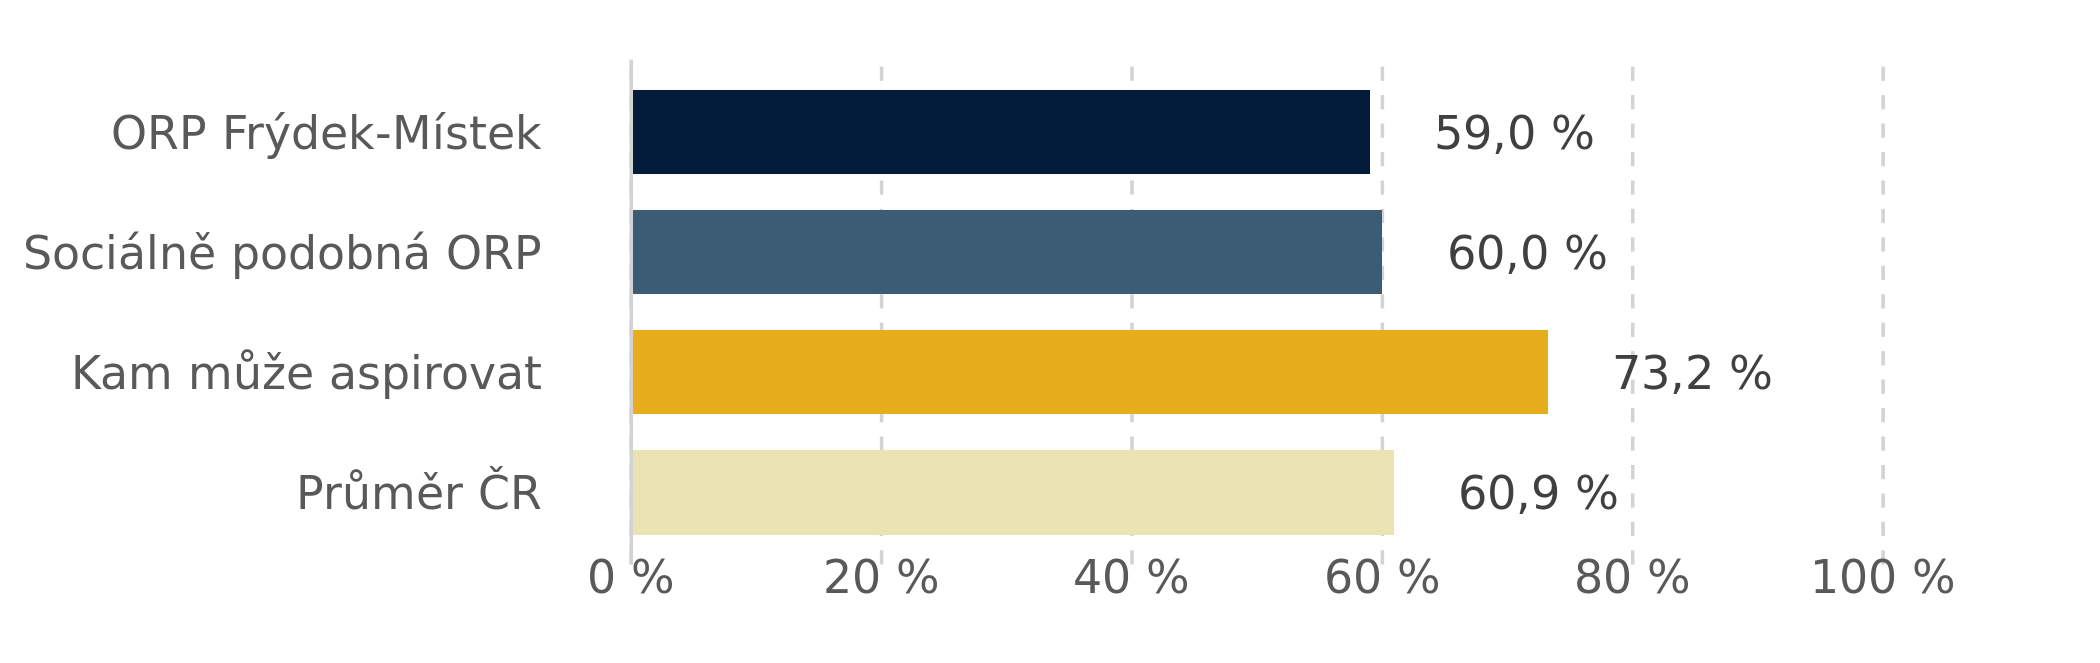 ORP Frýdek-Místek 59,0 %
Sociálně podobná ORP 60,0 %
Kam může aspirovat 73,2 %
Průměr ČR 60,9 %
0 % 20 % 40 % 60 % 80 % 100 %